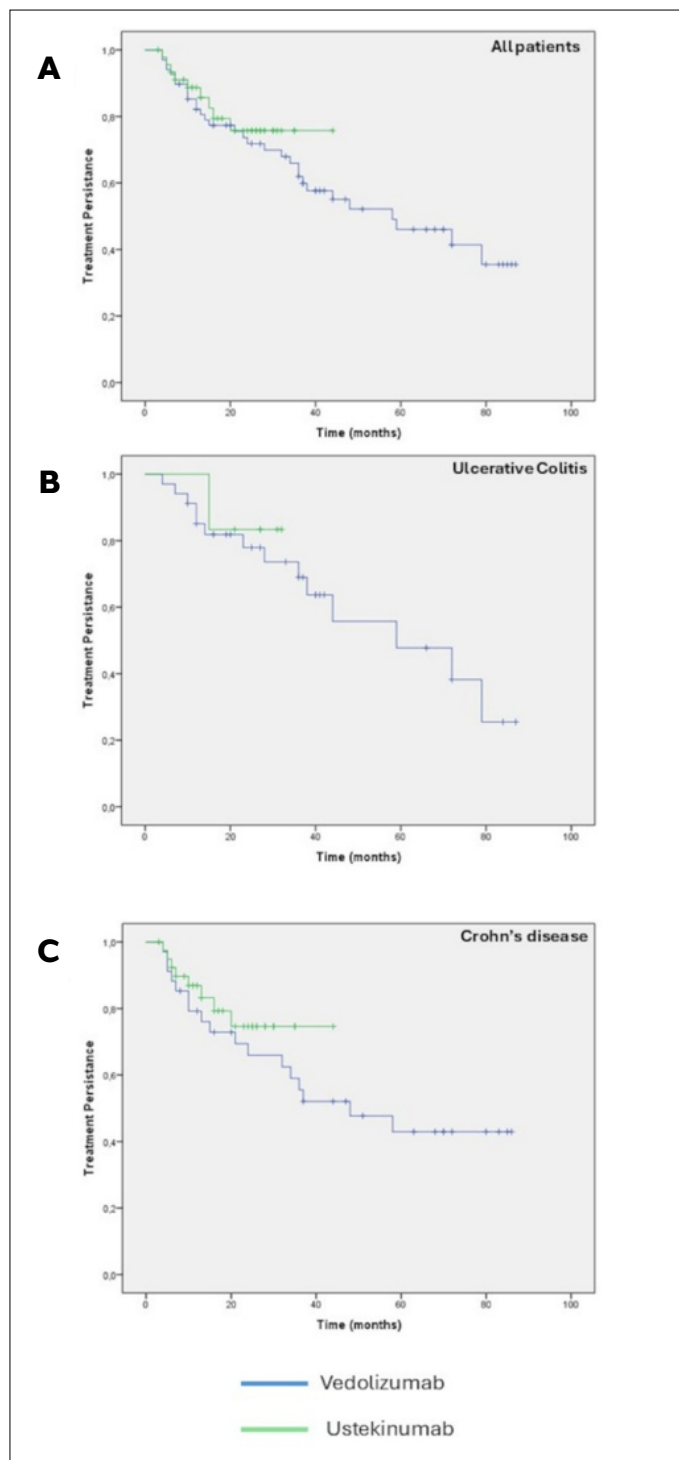 A
All patients
1,0
0,8
0,6
0,4
0,2
0,0
Treatment Persistance
0 20 40 60 80 100
Time (months)
B
Ulcerative Colitis
1,0
0,8
0,6
0,4
0,2
0,0
Treatment Persistance
0 20 40 60 80 100
Time (months)
C
Crohn's disease
1,0
0,8
0,6
0,4
0,2
0,0
Treatment Persistance
0 20 40 60 80 100
Time (months)
Vedolizumab
Ustekinumab